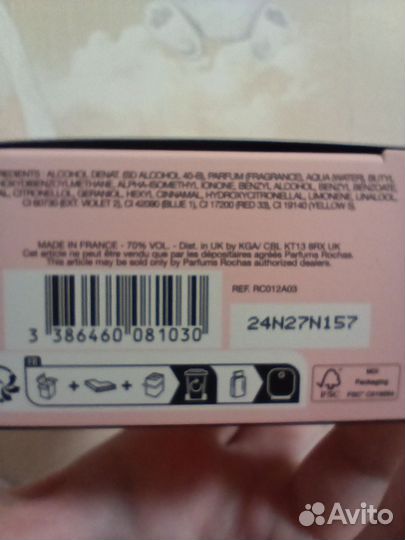 REDIENTS : ALCOHOL DENAT. (SD ALCOHOL 40-B), PARFUM (FRAGRANCE), AQUA (WATER), BUTYL
HOXYDIBENZOYLMETHANE, ALPHA-ISOMETHYL IONONE, BENZYL ALCOHOL, BENZYL BENZOATE,
AL, CITRONELLOL, GERANIOL, HEXYL CINNAMAL, HYDROXYCITRONELLAL, LIMONENE, LINALOOL,
CI 60730 (EXT. VIOLET 2), CI 42090 (BLUE 1), CI 17200 (RED 33), CI 19140 (YELLOW 5).
MADE IN FRANCE - 70% VOL. - Dist. in UK by KGA/ CBL KT13 8RX UK
Cet article ne peut être vendu que par les dépositaires agréés Parfums Rochas.
This article may be sold only by Parfums Rochas authorized dealers.
REF. RC012A03
24N27N157
3 386460 081030
FR
FSC
MIX
Packaging
Avito